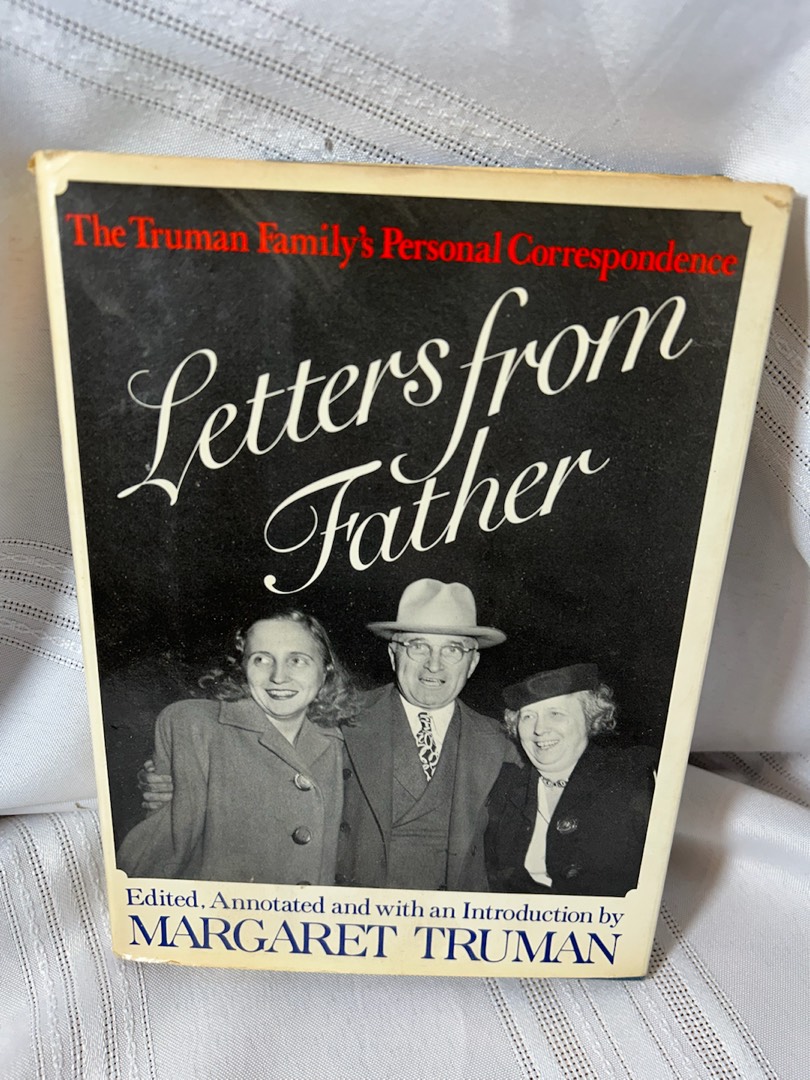 The Truman Family's Personal Correspondence
Letters from
Father
Edited, Annotated and with an Introduction by
MARGARET TRUMAN